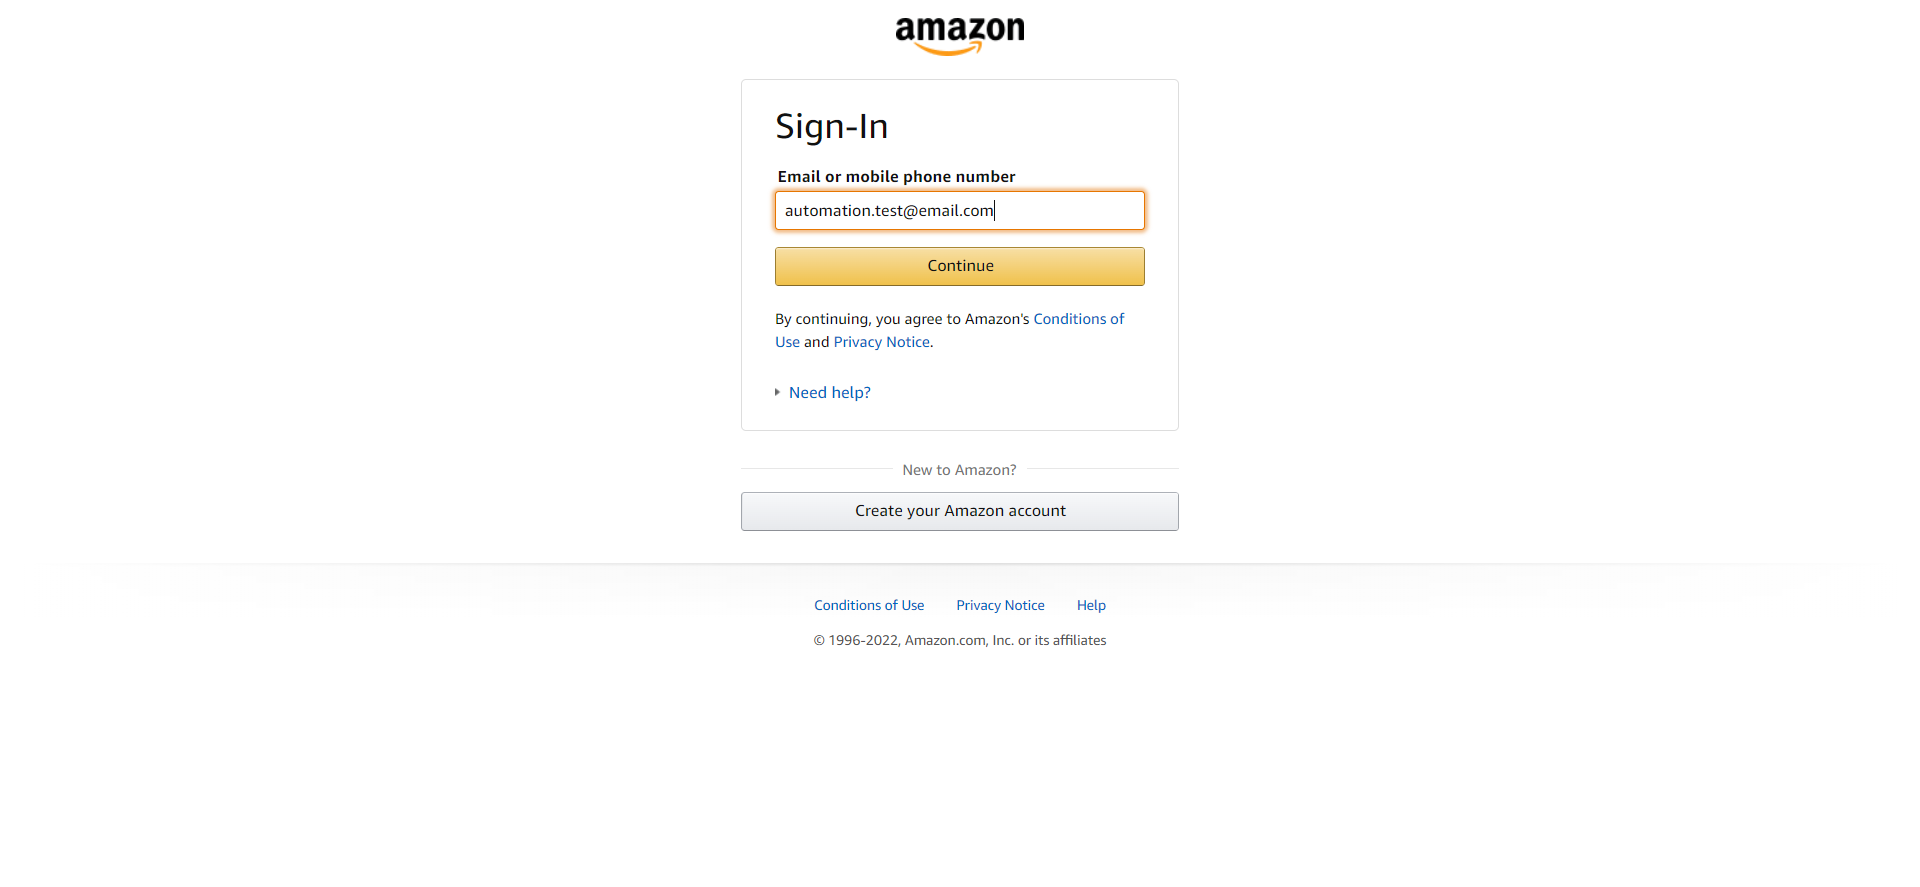 amazon
Sign-In
Email or mobile phone number
automation.test@email.com
Continue
By continuing, you agree to Amazon's Conditions of
Use and Privacy Notice.
Need help?
New to Amazon?
Create your Amazon account
Conditions of Use Privacy Notice Help
© 1996-2022, Amazon.com, Inc. or its affiliates